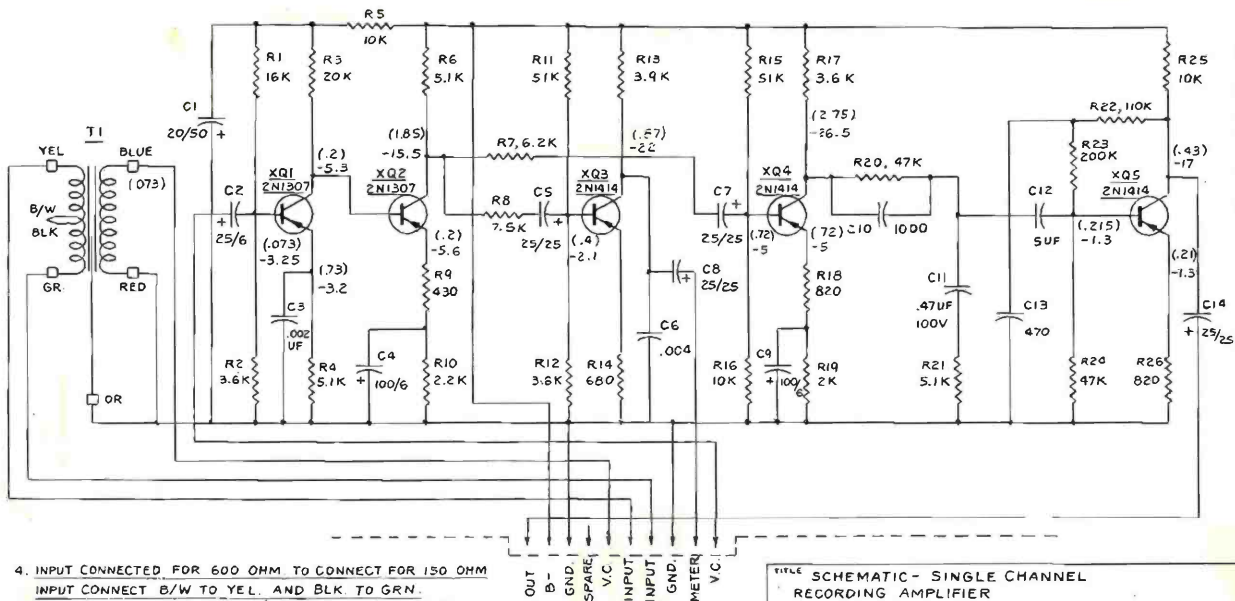 R5
10K
R1
16K
R3
20K
R6
5.1K
R11
51K
R13
3.9K
R15
51K
R17
3.6K
R25
10K
C1
20/50 +
T1
YEL
BLUE
(.073)
B/W
BLK
GR.
RED
OR
C2
+
25/6
XQ1
2N1307
(.2)
-5.3
(.073)
-3.25
(.73)
-3.2
C3
.002
UF
R2
3.6K
R4
5.1K
XQ2
2N1307
(1.85)
-15.5
(.2)
-5.6
R9
430
C4
+ 100/6
R10
2.2K
R7, 6.2K
R8
7.5K
C5
+
25/25
XQ3
2N1414
(.87)
-22
(.4)
-2.1
C8
+
25/25
C6
.004
R12
3.6K
R14
680
C7
+
25/25
XQ4
2N1414
(2.75)
-26.5
(.72)
-5
(.72)
-5
R18
820
R16
10K
C9
+ 100/6
R19
2K
R20, 47K
C10
1000
C11
.47UF
100V
R21
5.1K
C12
5UF
C13
470
R22, 110K
R23
200K
XQ5
2N1414
(.43)
-17
(.215)
-1.3
(.21)
-1.3
C14
+ 25/25
R24
47K
R26
820
OUT
B-
GND.
SPARE
V.C.
INPUT
INPUT
GND.
METER
V.C.
4. INPUT CONNECTED FOR 600 OHM. TO CONNECT FOR 150 OHM
INPUT CONNECT B/W TO YEL. AND BLK. TO GRN.
TITLE SCHEMATIC - SINGLE CHANNEL
RECORDING AMPLIFIER